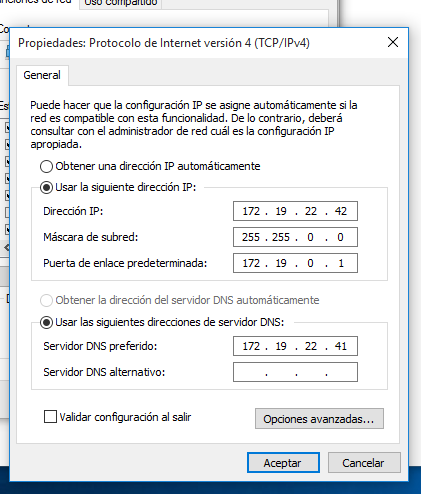 Uso compartido
Propiedades: Protocolo de Internet versión 4 (TCP/IPv4)
General
Puede hacer que la configuración IP se asigne automáticamente si la
red es compatible con esta funcionalidad. De lo contrario, deberá
consultar con el administrador de red cuál es la configuración IP
apropiada.
Obtener una dirección IP automáticamente
Usar la siguiente dirección IP:
Dirección IP: 172 . 19 . 22 . 42
Máscara de subred: 255 . 255 . 0 . 0
Puerta de enlace predeterminada: 172 . 19 . 0 . 1
Obtener la dirección del servidor DNS automáticamente
Usar las siguientes direcciones de servidor DNS:
Servidor DNS preferido: 172 . 19 . 22 . 41
Servidor DNS alternativo: . . .
Validar configuración al salir
Opciones avanzadas...
Aceptar Cancelar